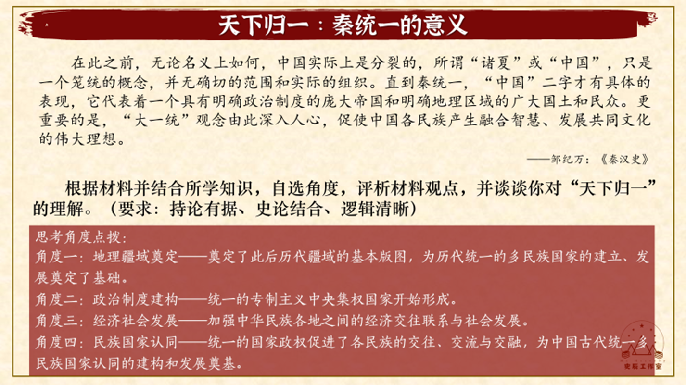 天下归一：秦统一的意义
在此之前，无论名义上如何，中国实际上是分裂的，所谓“诸夏”或“中国”，只是
一个笼统的概念，并无确切的范围和实际的组织。直到秦统一，“中国”二字才有具体的
表现，它代表着一个具有明确政治制度的庞大帝国和明确地理区域的广大国土和民众。更
重要的是，“大一统”观念由此深入人心，促使中国各民族产生融合智慧、发展共同文化
的伟大理想。
——邹纪万：《秦汉史》
根据材料并结合所学知识，自选角度，评析材料观点，并谈谈你对“天下归一”
的理解。（要求：持论有据、史论结合、逻辑清晰）
思考角度点拨：
角度一：地理疆域奠定——奠定了此后历代疆域的基本版图，为历代统一的多民族国家的建立、发
展奠定了基础。
角度二：政治制度建构——统一的专制主义中央集权国家开始形成。
角度三：经济社会发展——加强中华民族各地之间的经济交往联系与社会发展。
角度四：民族国家认同——统一的国家政权促进了各民族的交往、交流与交融，为中国古代统一多
民族国家认同的建构和发展奠基。